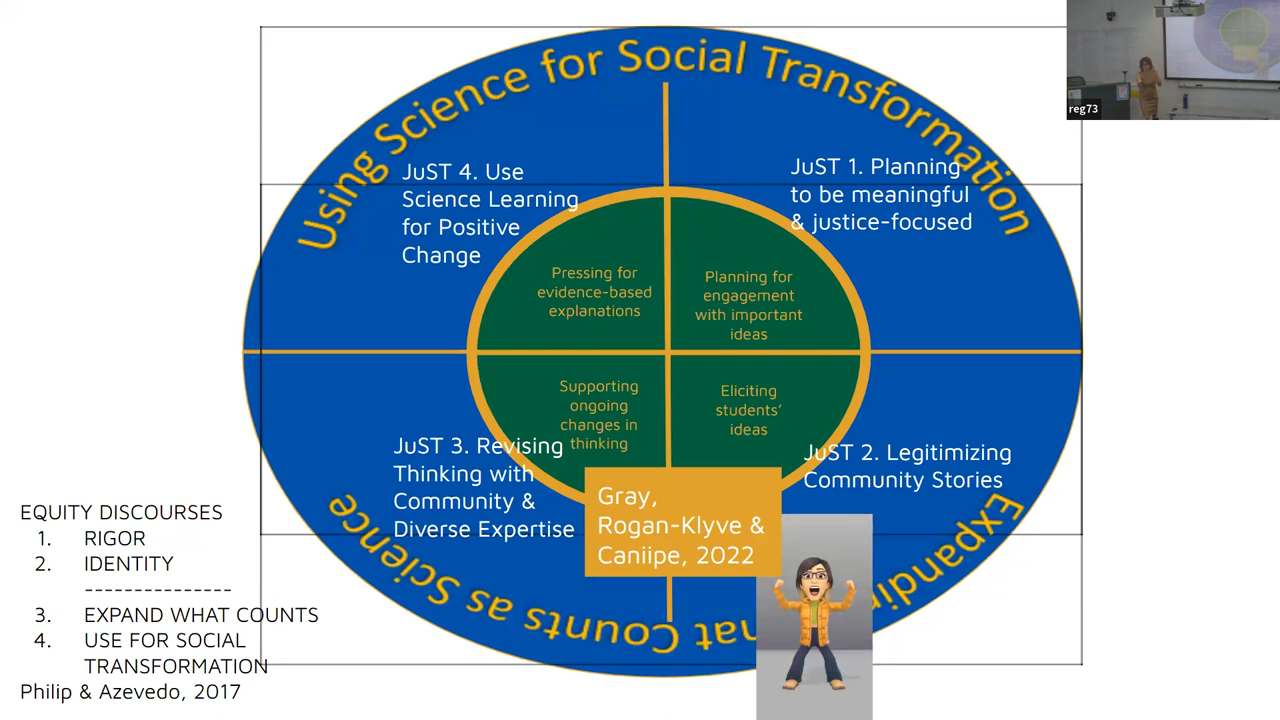 Using Science for Social Transformation
JuST 4. Use
Science Learning
for Positive
Change
JuST 1. Planning
to be meaningful
& justice-focused
Pressing for
evidence-based
explanations
Planning for
engagement
with important
ideas
Supporting
ongoing
changes in
thinking
Eliciting
students'
ideas
JuST 3. Revising
Thinking with
Community &
Diverse Expertise
JuST 2. Legitimizing
Community Stories
Gray,
Rogan-Klyve &
Caniipe, 2022
Expandin hat Counts as Science
EQUITY DISCOURSES
1. RIGOR
2. IDENTITY
---------------
3. EXPAND WHAT COUNTS
4. USE FOR SOCIAL
TRANSFORMATION
Philip & Azevedo, 2017
reg73